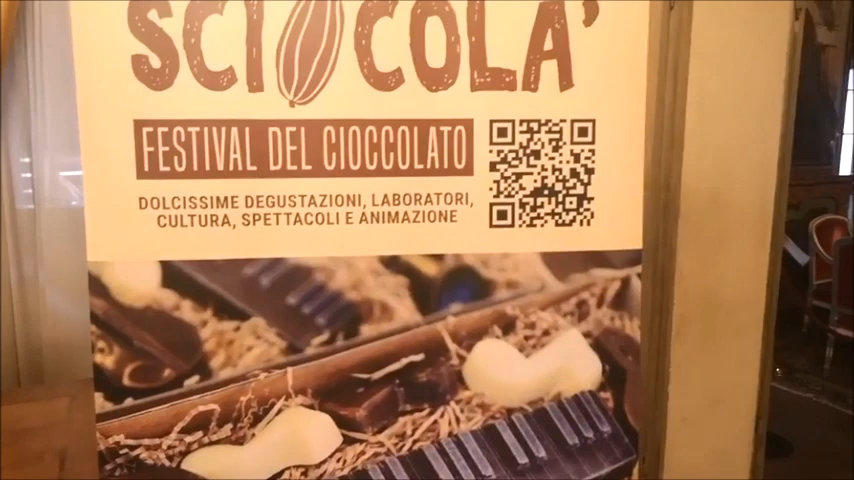 SCIOCOLA'
FESTIVAL DEL CIOCCOLATO
DOLCISSIME DEGUSTAZIONI, LABORATORI,
CULTURA, SPETTACOLI E ANIMAZIONE